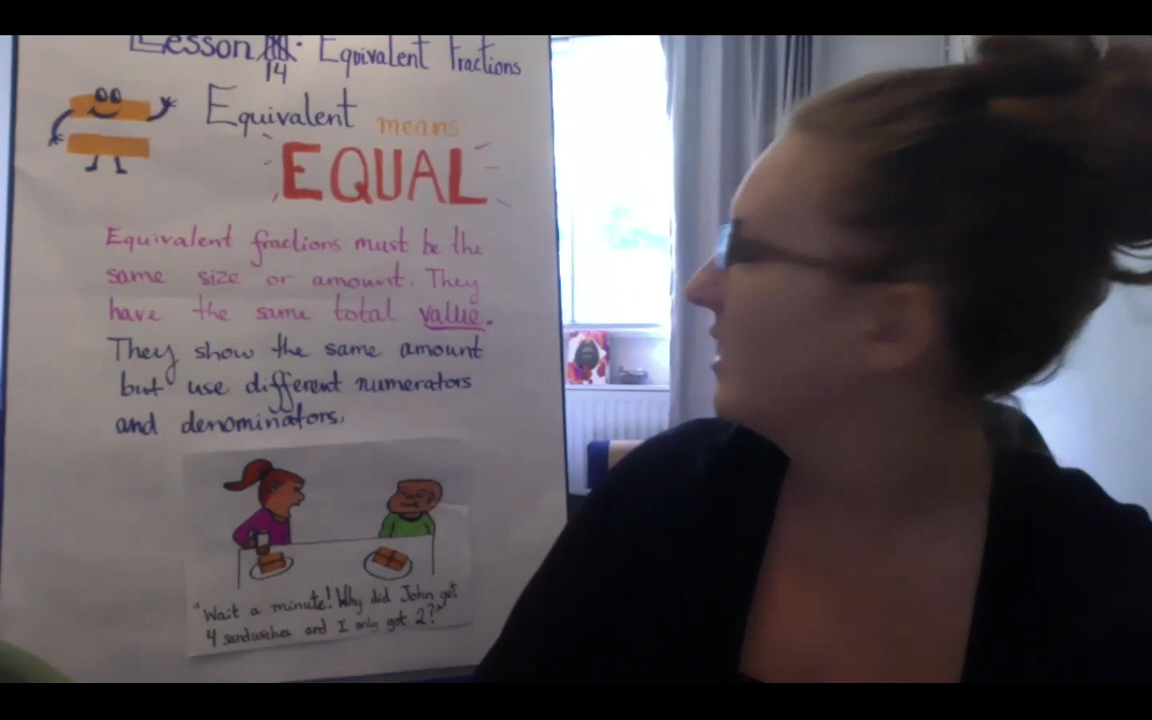 Lesson
14: Equivalent Fractions
Equivalent means
EQUAL
Equivalent fractions must be the
same size or amount. They
have the same total value.
They show the same amount
but use different numerators
and denominators.
"Wait a minute! Why did John get
4 sandwiches and I only got 2?"